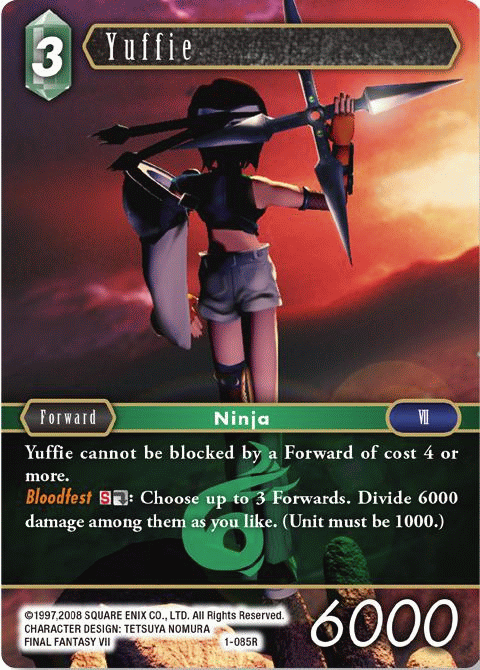 3
Yuffie
Forward
Ninja
VII
Yuffie cannot be blocked by a Forward of cost 4 or
more.
Bloodfest S: Choose up to 3 Forwards. Divide 6000
damage among them as you like. (Unit must be 1000.)
©1997,2008 SQUARE ENIX CO., LTD. All Rights Reserved.
CHARACTER DESIGN: TETSUYA NOMURA
FINAL FANTASY VII
1-085R
6000